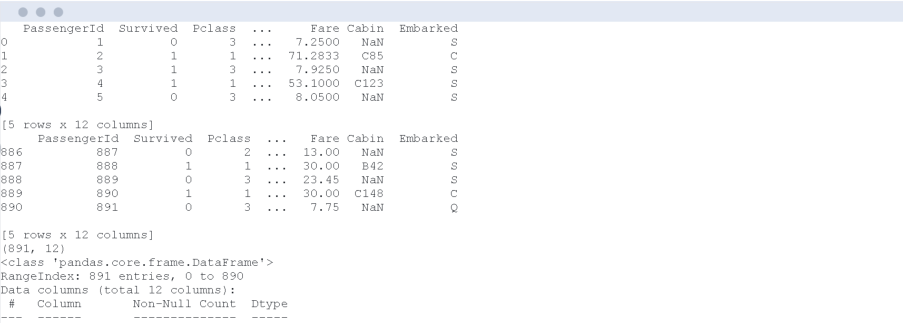 PassengerId  Survived  Pclass  ...     Fare Cabin  Embarked
0            1         0       3  ...   7.2500   NaN         S
1            2         1       1  ...  71.2833   C85         C
2            3         1       3  ...   7.9250   NaN         S
3            4         1       1  ...  53.1000  C123         S
4            5         0       3  ...   8.0500   NaN         S
[5 rows x 12 columns]
     PassengerId  Survived  Pclass  ...   Fare Cabin  Embarked
886          887         0       2  ...  13.00   NaN         S
887          888         1       1  ...  30.00   B42         S
888          889         0       3  ...  23.45   NaN         S
889          890         1       1  ...  30.00  C148         C
890          891         0       3  ...   7.75   NaN         Q
[5 rows x 12 columns]
(891, 12)
<class 'pandas.core.frame.DataFrame'>
RangeIndex: 891 entries, 0 to 890
Data columns (total 12 columns):
 #   Column       Non-Null Count  Dtype
---  ------       --------------  -----